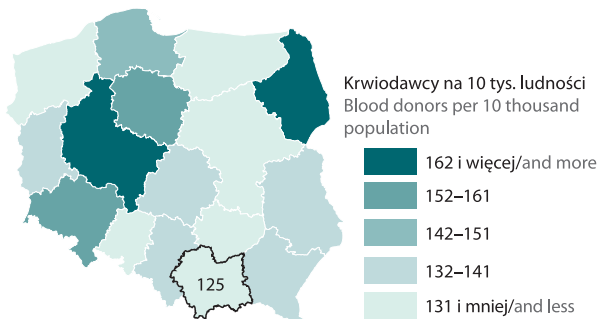 Krwiodawcy na 10 tys. ludności
Blood donors per 10 thousand
population
162 i więcej/and more
152–161
142–151
132–141
125
131 i mniej/and less